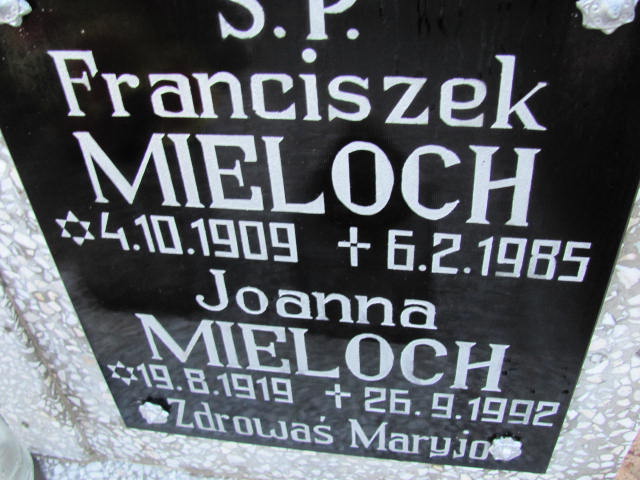 S.P.
Franciszek
MIELOCH
✡4.10.1909 +6.2.1985
Joanna
MIELOCH
✡19.8.1919 +26.9.1992
Zdrowaś Maryjo